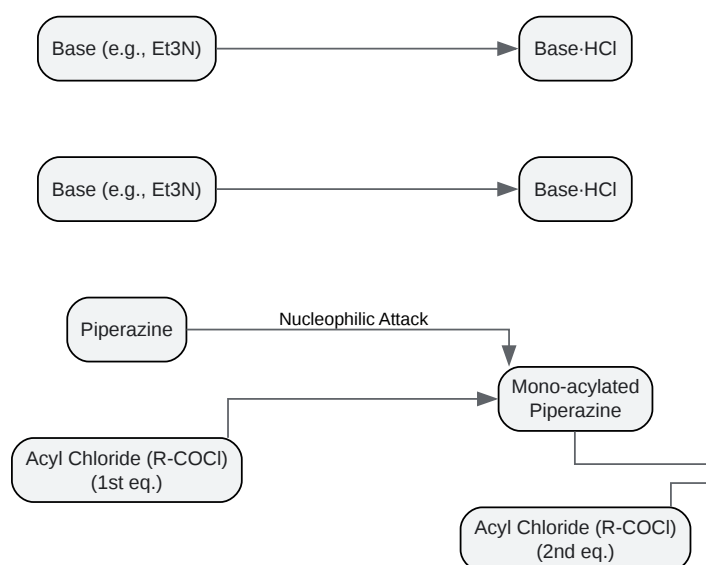 Base (e.g., Et3N)
Base·HCl
Base (e.g., Et3N)
Base·HCl
Piperazine
Nucleophilic Attack
Mono-acylated
Piperazine
Acyl Chloride (R-COCl)
(1st eq.)
Acyl Chloride (R-COCl)
(2nd eq.)